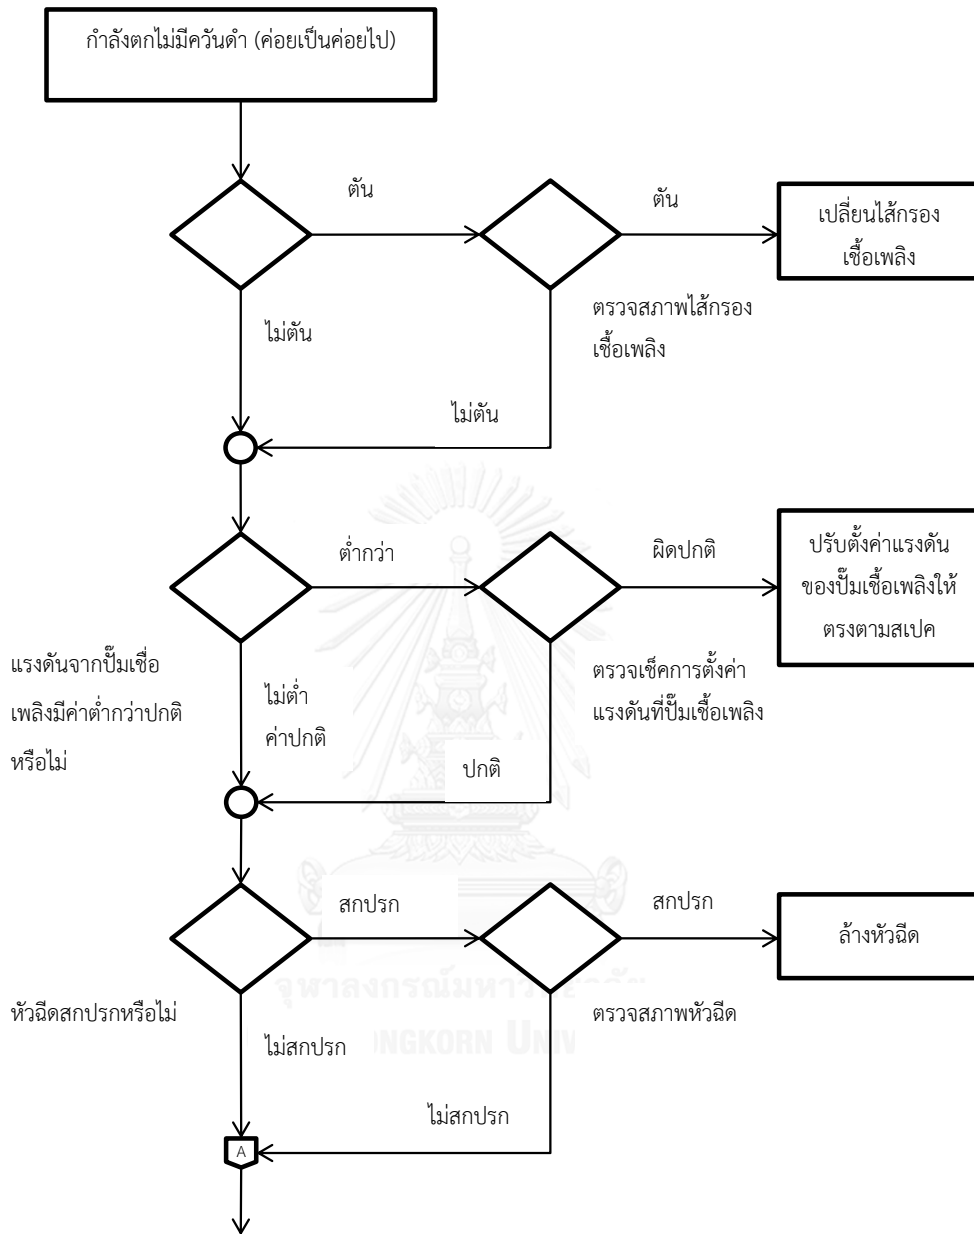 กำลังตกไม่มีควันดำ (ค่อยเป็นค่อยไป)
ตัน
ตัน
เปลี่ยนไส้กรอง
เชื้อเพลิง
ไม่ตัน
ตรวจสภาพไส้กรอง
เชื้อเพลิง
ไม่ตัน
ต่ำกว่า
ผิดปกติ
ปรับตั้งค่าแรงดัน
ของปั๊มเชื้อเพลิงให้
ตรงตามสเปค
แรงดันจากปั๊มเชื่อ
เพลิงมีค่าต่ำกว่าปกติ
หรือไม่
ไม่ต่ำ
ค่าปกติ
ตรวจเช็คการตั้งค่า
แรงดันที่ปั๊มเชื้อเพลิง
ปกติ
สกปรก
สกปรก
ล้างหัวฉีด
หัวฉีดสกปรกหรือไม่
ตรวจสภาพหัวฉีด
ไม่สกปรก
ไม่สกปรก
A